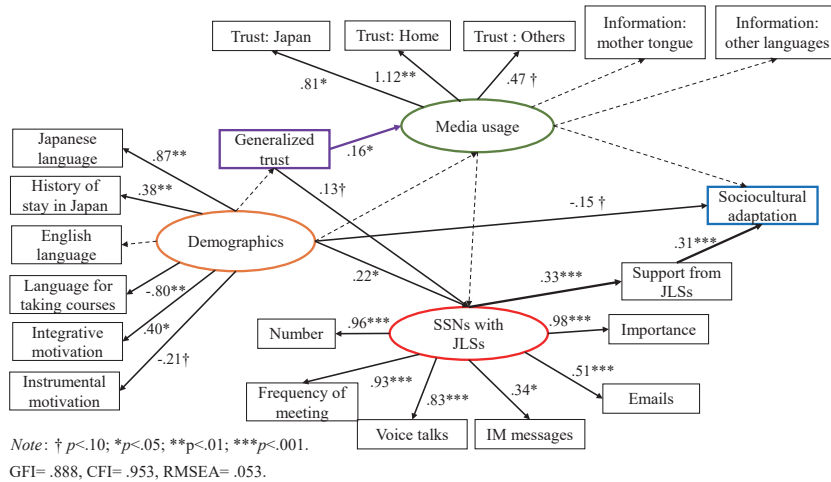 Trust: Japan
Trust: Home
Trust : Others
Information:
mother tongue
Information:
other languages
.81*
1.12**
.47 †
Media usage
Japanese
language
.87**
Generalized
trust
.16*
History of
stay in Japan
.38**
.13†
-.15 †
Sociocultural
adaptation
English
language
Demographics
.31***
Language for
taking courses
-.80**
.22*
.33***
Support from
JLSs
Integrative
motivation
.40*
Number
.96***
SSNs with
JLSs
.98***
Importance
Instrumental
motivation
-.21†
Frequency of
meeting
.93***
.83***
.34*
.51***
Emails
Voice talks
IM messages
Note: † p<.10; *p<.05; **p<.01; ***p<.001.
GFI= .888, CFI= .953, RMSEA= .053.